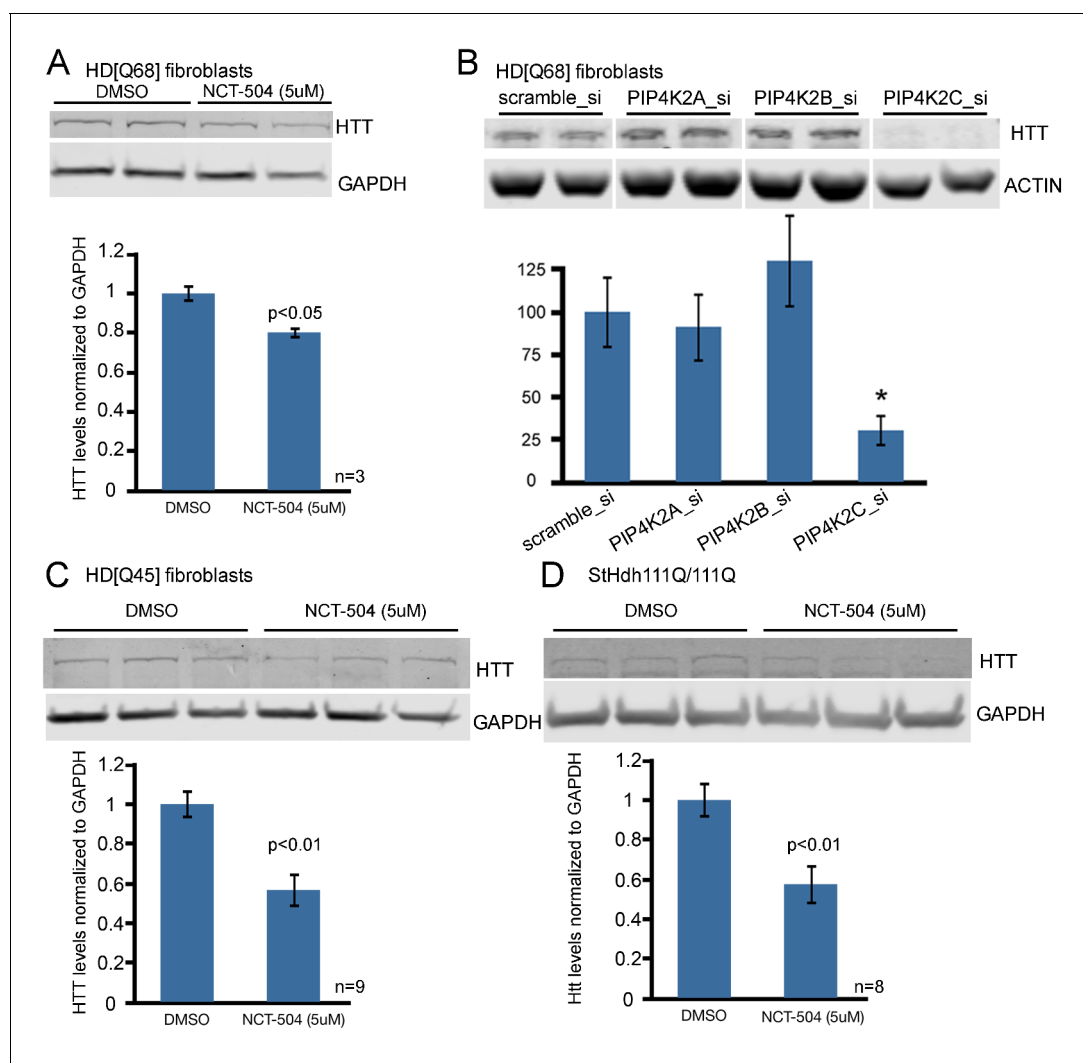 A HD[Q68] fibroblasts
DMSO NCT-504 (5uM)
HTT
GAPDH
HTT levels normalized to GAPDH
1.2
1
0.8
0.6
0.4
0.2
0
p<0.05
n=3
DMSO NCT-504 (5uM)
B HD[Q68] fibroblasts
scramble_si PIP4K2A_si PIP4K2B_si PIP4K2C_si
HTT
ACTIN
125
100
75
50
25
0
*
scramble_si PIP4K2A_si PIP4K2B_si PIP4K2C_si
C HD[Q45] fibroblasts
DMSO NCT-504 (5uM)
HTT
GAPDH
HTT levels normalized to GAPDH
1.2
1
0.8
0.6
0.4
0.2
0
p<0.01
n=9
DMSO NCT-504 (5uM)
D StHdh111Q/111Q
DMSO NCT-504 (5uM)
HTT
GAPDH
Htt levels normalized to GAPDH
1.2
1
0.8
0.6
0.4
0.2
0
p<0.01
n=8
DMSO NCT-504 (5uM)